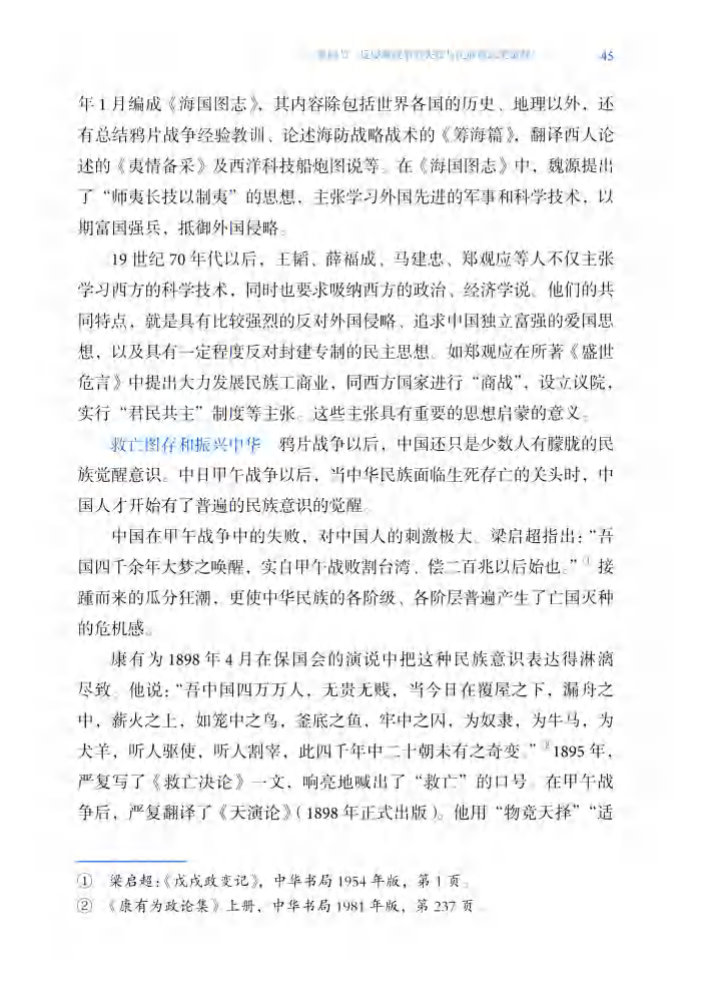 45
年1月编成《海国图志》，其内容除包括世界各国的历史、地理以外，还
有总结鸦片战争经验教训、论述海防战略战术的《筹海篇》，翻译西人论
述的《夷情备采》及西洋科技船炮图说等。在《海国图志》中，魏源提出
了“师夷长技以制夷”的思想，主张学习外国先进的军事和科学技术，以
期富国强兵，抵御外国侵略。
19世纪70年代以后，王韬、薛福成、马建忠、郑观应等人不仅主张
学习西方的科学技术，同时也要求吸纳西方的政治、经济学说。他们的共
同特点，就是具有比较强烈的反对外国侵略、追求中国独立富强的爱国思
想，以及具有一定程度反对封建专制的民主思想。如郑观应在所著《盛世
危言》中提出大力发展民族工商业，同西方国家进行“商战”，设立议院，
实行“君民共主”制度等主张。这些主张具有重要的思想启蒙的意义。
救亡图存和振兴中华 鸦片战争以后，中国还只是少数人有朦胧的民
族觉醒意识。中日甲午战争以后，当中华民族面临生死存亡的关头时，中
国人才开始有了普遍的民族意识的觉醒。
中国在甲午战争中的失败，对中国人的刺激极大。梁启超指出：“吾
国四千余年大梦之唤醒，实自甲午战败割台湾、偿二百兆以后始也。”① 接
踵而来的瓜分狂潮，更使中华民族的各阶级、各阶层普遍产生了亡国灭种
的危机感。
康有为1898年4月在保国会的演说中把这种民族意识表达得淋漓
尽致。他说：“吾中国四万万人，无贵无贱，当今日在覆屋之下，漏舟之
中，薪火之上，如笼中之鸟，釜底之鱼，牢中之囚，为奴隶，为牛马，为
犬羊，听人驱使，听人割宰，此四千年中二十朝未有之奇变。”②1895年，
严复写了《救亡决论》一文，响亮地喊出了“救亡”的口号。在甲午战
争后，严复翻译了《天演论》（1898年正式出版）。他用“物竞天择”“适
① 梁启超：《戊戌政变记》，中华书局1954年版，第1页。
② 《康有为政论集》上册，中华书局1981年版，第237页。